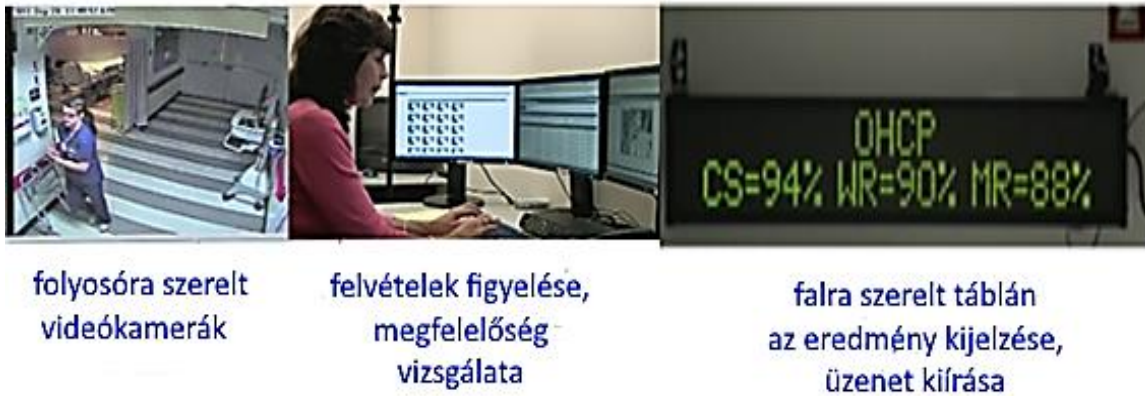 OHCP
CS=94% WR=90% MR=88%
folyosóra szerelt
videókamerák
felvételek figyelése,
megfelelőség
vizsgálata
falra szerelt táblán
az eredmény kijelzése,
üzenet kiírása